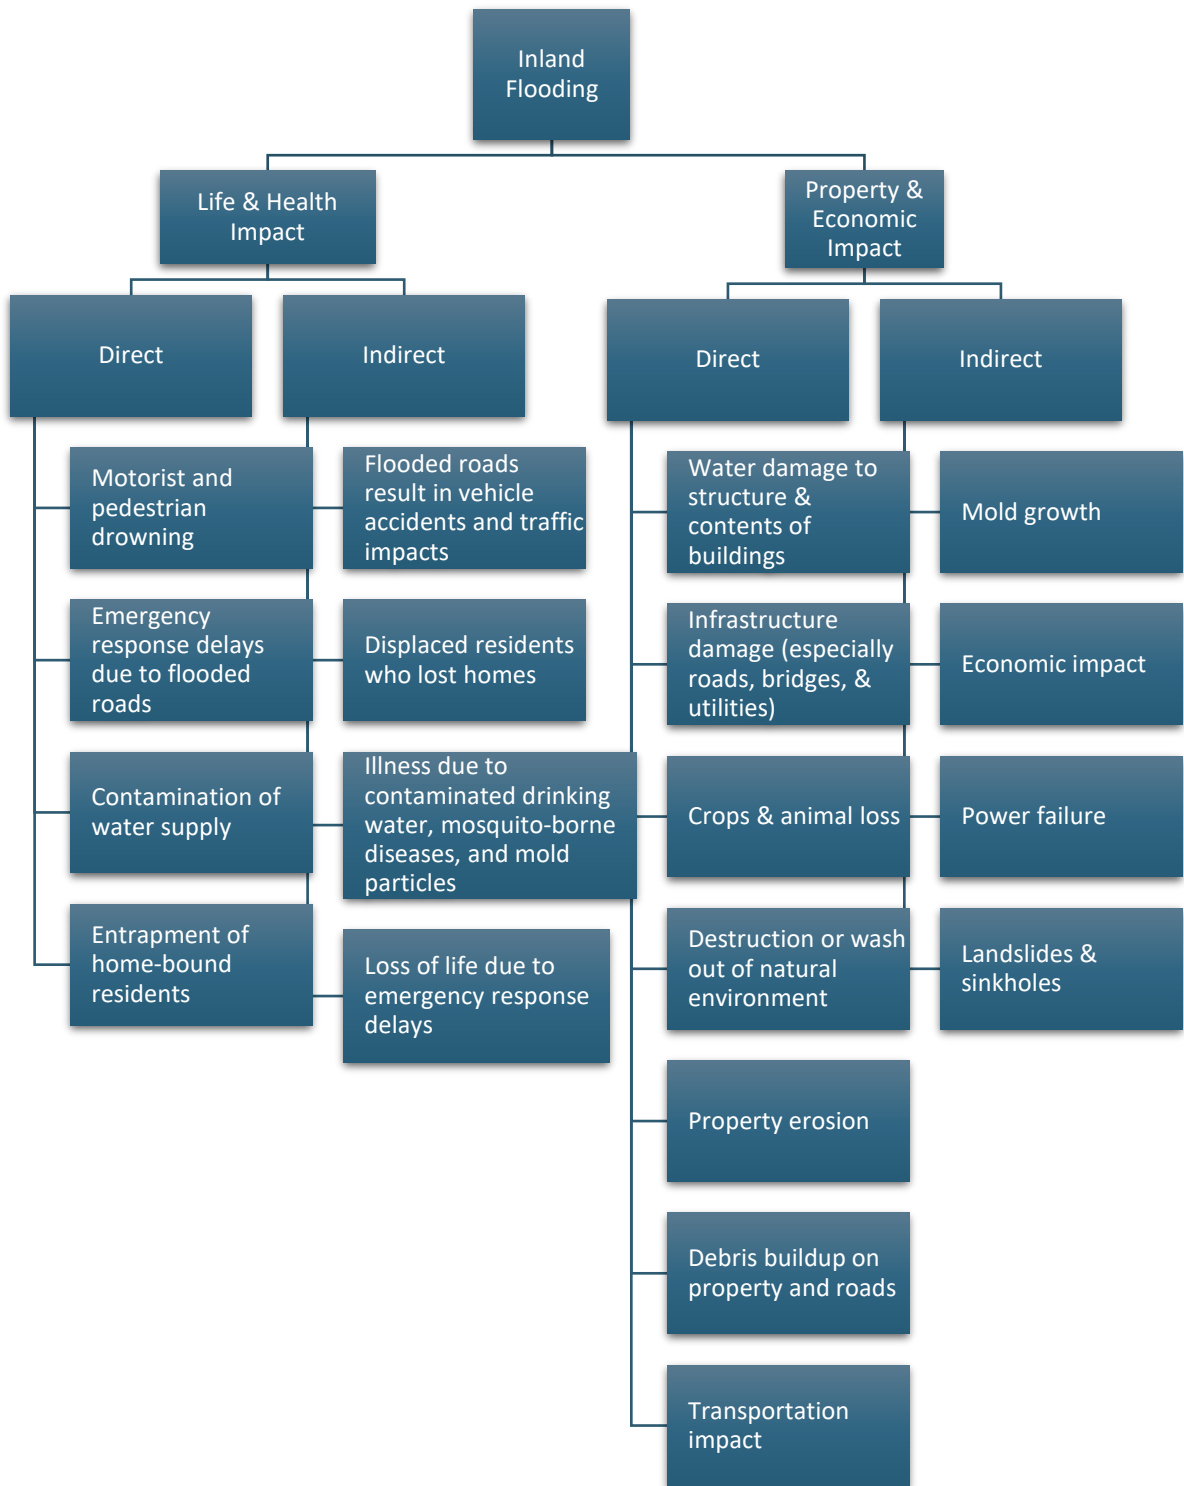 Inland
Flooding
Life & Health
Impact
Direct
Motorist and
pedestrian
drowning
Emergency
response delays
due to flooded
roads
Contamination of
water supply
Entrapment of
home-bound
residents
Indirect
Flooded roads
result in vehicle
accidents and traffic
impacts
Displaced residents
who lost homes
Illness due to
contaminated drinking
water, mosquito-borne
diseases, and mold
particles
Loss of life due to
emergency response
delays
Property &
Economic
Impact
Direct
Water damage to
structure &
contents of
buildings
Infrastructure
damage (especially
roads, bridges, &
utilities)
Crops & animal loss
Destruction or wash
out of natural
environment
Property erosion
Debris buildup on
property and roads
Transportation
impact
Indirect
Mold growth
Economic impact
Power failure
Landslides &
sinkholes